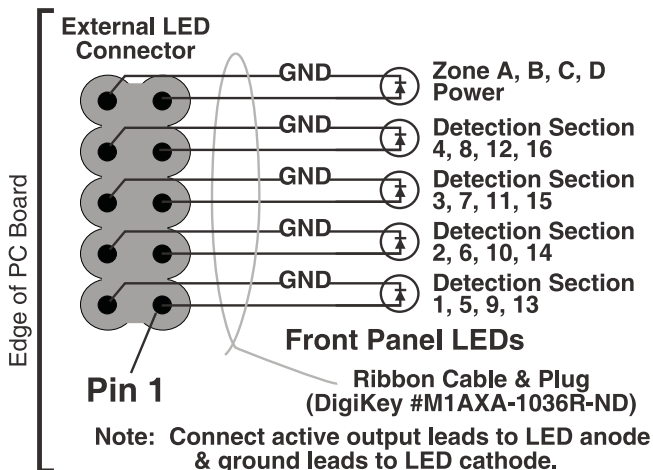 External LED
Connector
GND
Zone A, B, C, D
Power
GND
Detection Section
4, 8, 12, 16
GND
Detection Section
3, 7, 11, 15
GND
Detection Section
2, 6, 10, 14
GND
Detection Section
1, 5, 9, 13
Edge of PC Board
Front Panel LEDs
Pin 1
Ribbon Cable & Plug
(DigiKey #M1AXA-1036R-ND)
Note: Connect active output leads to LED anode
& ground leads to LED cathode.